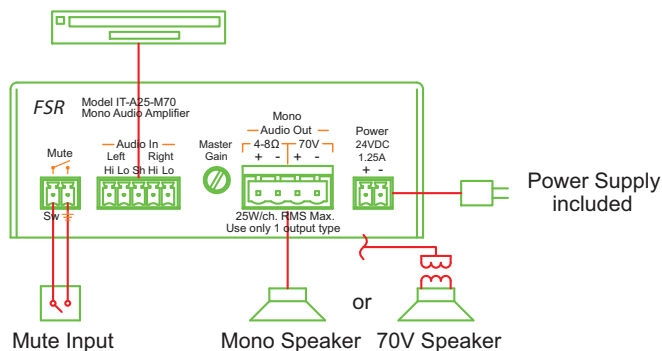 FSR
Model IT-A25-M70
Mono Audio Amplifier
Mute
Sw
Audio In
Left Right
Hi Lo Sh Hi Lo
Master
Gain
Mono
Audio Out
4-8Ω 70V
+ - + -
25W/ch. RMS Max.
Use only 1 output type
Power
24VDC
1.25A
+ -
Power Supply
included
or
Mute Input
Mono Speaker
70V Speaker